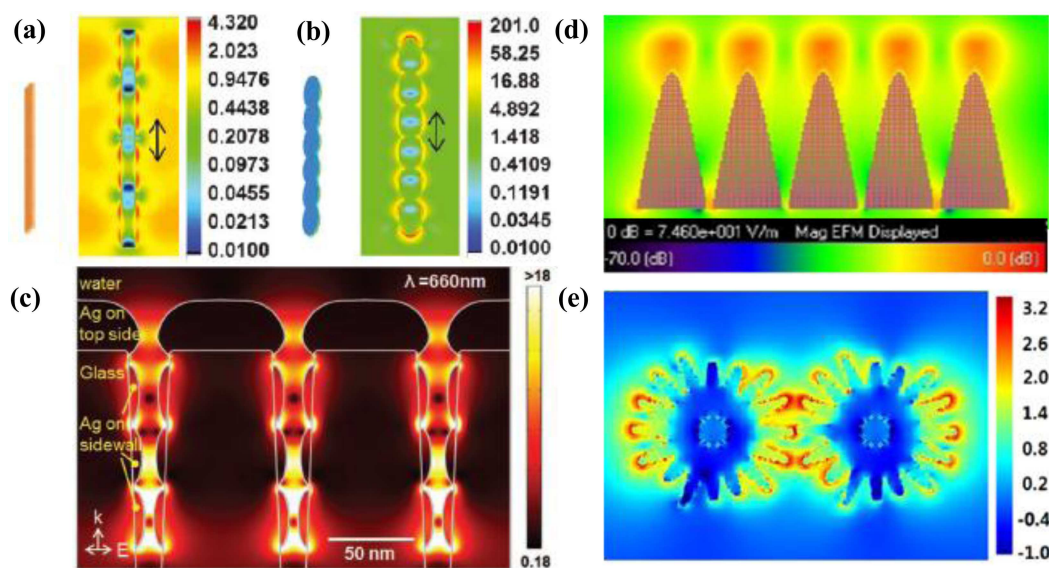 (a)
4.320
2.023
0.9476
0.4438
0.2078
0.0973
0.0455
0.0213
0.0100
(b)
201.0
58.25
16.88
4.892
1.418
0.4109
0.1191
0.0345
0.0100
(d)
0 dB = 7.460e+001 V/m Mag EFM Displayed
-70.0 (dB)
0.0 (dB)
(c)
water
λ =660nm
Ag on
top side
Glass
Ag on
sidewall
k
E
50 nm
>18
0.18
(e)
3.2
2.6
2.0
1.4
0.8
0.2
-0.4
-1.0